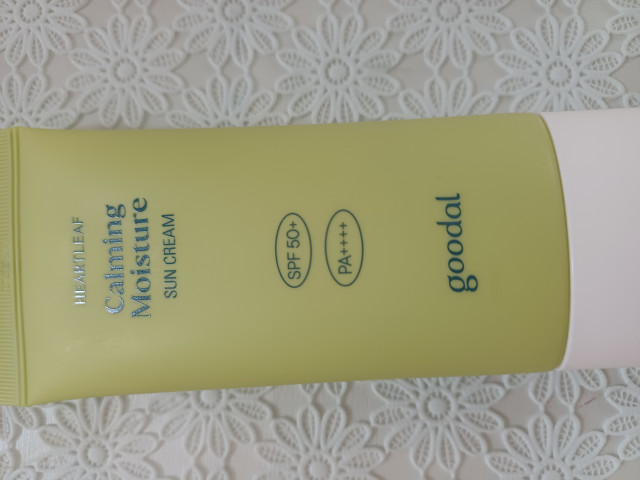 HEARTLEAF
Calming
Moisture
SUN CREAM
SPF 50+
PA++++
goodal